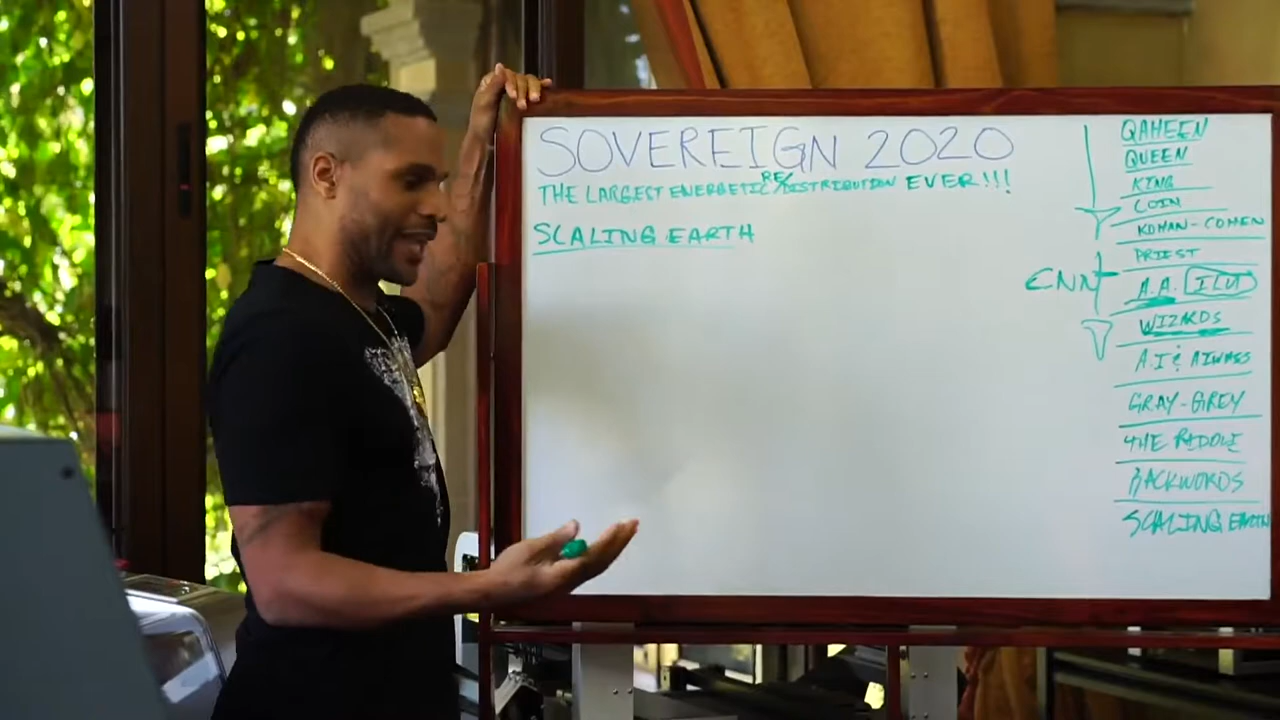 SOVEREIGN 2020
THE LARGEST ENERGETIC RE/DISTRIBUTION EVER!!!
SCALING EARTH
QAHEEN
QUEEN
KING
COIN
KOHAN-COHEN
PRIEST
CNN
A.A. ILU
WIZARDS
A.I & AIWASS
GRAY-GREY
THE RIDDLE
BACKWORDS
SCALING EARTH